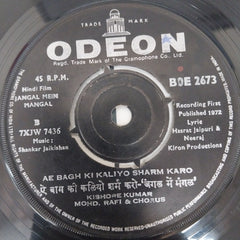 TRADE MARK
ODEON
Regd. Trade Mark of The Gramophone Co. Ltd.
45 R.P.M.
BOE 2673
Hindi Film
JANGAL MEIN
MANGAL
B
7XJW 7436
Music :
Shankar Jaikishan
Recording First
Published 1972
Lyric
Hasrat Jaipuri &
Neeraj
Kiron Productions
AE BAGH KI KALIYO SHARM KARO
ऐ बाग की कलियो शर्म करो-"जंगल में मंगल"
KISHORE KUMAR
MOHD. RAFI & CHORUS